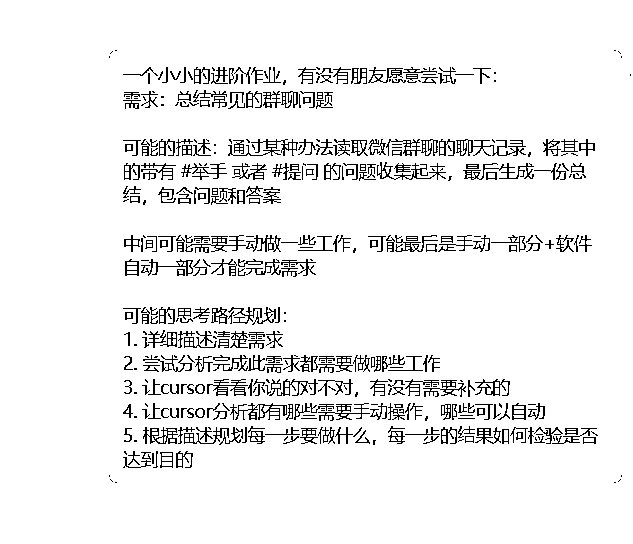 一个小小的进阶作业，有没有朋友愿意尝试一下：
需求：总结常见的群聊问题
可能的描述：通过某种办法读取微信群聊的聊天记录，将其中
的带有 #举手 或者 #提问 的问题收集起来，最后生成一份总
结，包含问题和答案
中间可能需要手动做一些工作，可能最后是手动一部分+软件
自动一部分才能完成需求
可能的思考路径规划：
1. 详细描述清楚需求
2. 尝试分析完成此需求都需要做哪些工作
3. 让cursor看看你说的对不对，有没有需要补充的
4. 让cursor分析都有哪些需要手动操作，哪些可以自动
5. 根据描述规划每一步要做什么，每一步的结果如何检验是否
达到目的